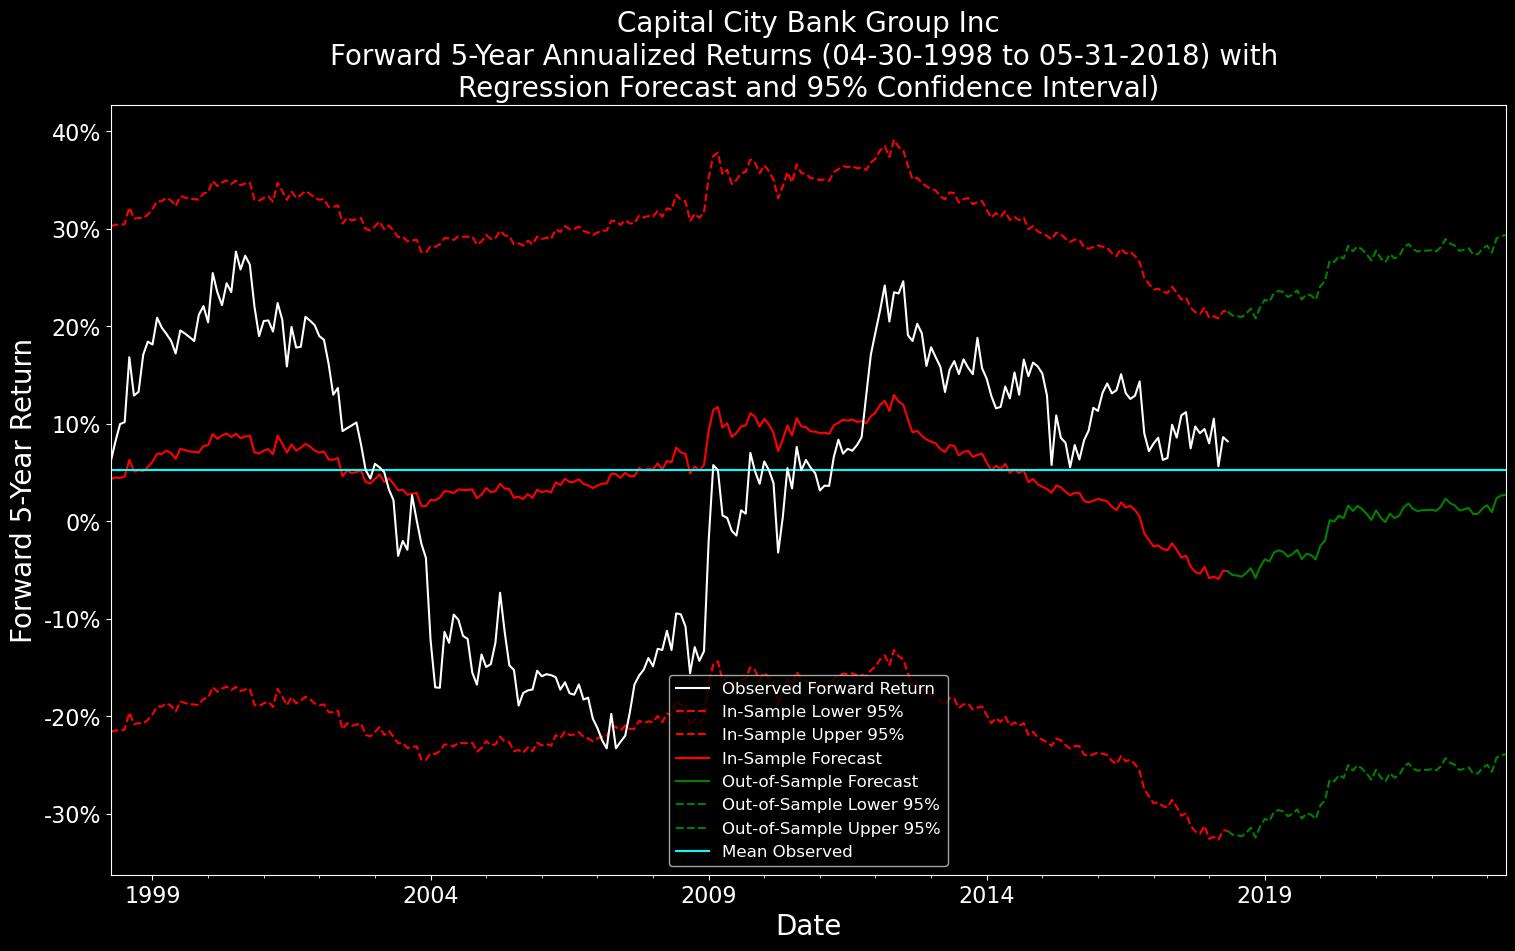 Capital City Bank Group Inc
Forward 5-Year Annualized Returns (04-30-1998 to 05-31-2018) with
Regression Forecast and 95% Confidence Interval)
Forward 5-Year Return
40%
30%
20%
10%
0%
-10%
-20%
-30%
Observed Forward Return
In-Sample Lower 95%
In-Sample Upper 95%
In-Sample Forecast
Out-of-Sample Forecast
Out-of-Sample Lower 95%
Out-of-Sample Upper 95%
Mean Observed
1999 2004 2009 2014 2019
Date